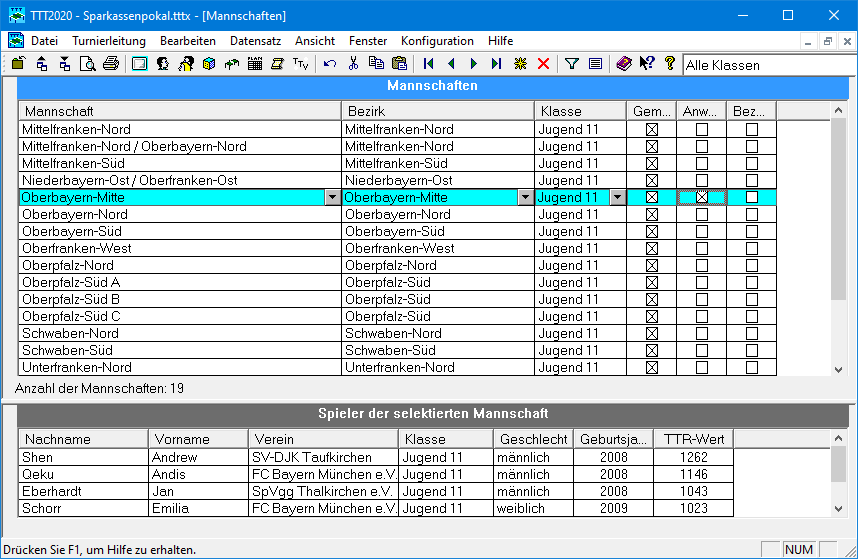 TTT2020 - Sparkassenpokal.tttx - [Mannschaften]
Datei Turnierleitung Bearbeiten Datensatz Ansicht Fenster Konfiguration Hilfe
TTV Alle Klassen
Mannschaften
Mannschaft Bezirk Klasse Gem... Anw... Bez...
Mittelfranken-Nord Mittelfranken-Nord Jugend 11
Mittelfranken-Nord / Oberbayern-Nord Mittelfranken-Nord Jugend 11
Mittelfranken-Süd Mittelfranken-Süd Jugend 11
Niederbayern-Ost / Oberfranken-Ost Niederbayern-Ost Jugend 11
Oberbayern-Mitte Oberbayern-Mitte Jugend 11
Oberbayern-Nord Oberbayern-Nord Jugend 11
Oberbayern-Süd Oberbayern-Süd Jugend 11
Oberfranken-West Oberfranken-West Jugend 11
Oberpfalz-Nord Oberpfalz-Nord Jugend 11
Oberpfalz-Süd A Oberpfalz-Süd Jugend 11
Oberpfalz-Süd B Oberpfalz-Süd Jugend 11
Oberpfalz-Süd C Oberpfalz-Süd Jugend 11
Schwaben-Nord Schwaben-Nord Jugend 11
Schwaben-Süd Schwaben-Süd Jugend 11
Unterfranken-Nord Unterfranken-Nord Jugend 11
Anzahl der Mannschaften: 19
Spieler der selektierten Mannschaft
Nachname Vorname Verein Klasse Geschlecht Geburtsja... TTR-Wert
Shen Andrew SV-DJK Taufkirchen Jugend 11 männlich 2008 1262
Qeku Andis FC Bayern München e.V. Jugend 11 männlich 2008 1146
Eberhardt Jan SpVgg Thalkirchen e.V. Jugend 11 männlich 2008 1043
Schorr Emilia FC Bayern München e.V. Jugend 11 weiblich 2009 1023
Drücken Sie F1, um Hilfe zu erhalten. NUM